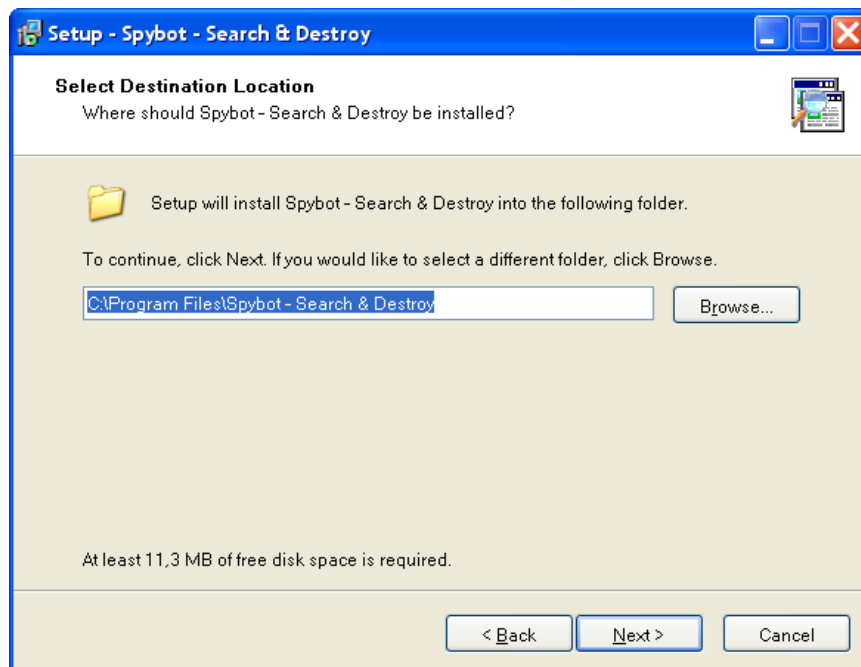 Setup - Spybot - Search & Destroy
Select Destination Location
Where should Spybot - Search & Destroy be installed?
Setup will install Spybot - Search & Destroy into the following folder.
To continue, click Next. If you would like to select a different folder, click Browse.
C:\Program Files\Spybot - Search & Destroy
Browse...
At least 11,3 MB of free disk space is required.
< Back
Next >
Cancel